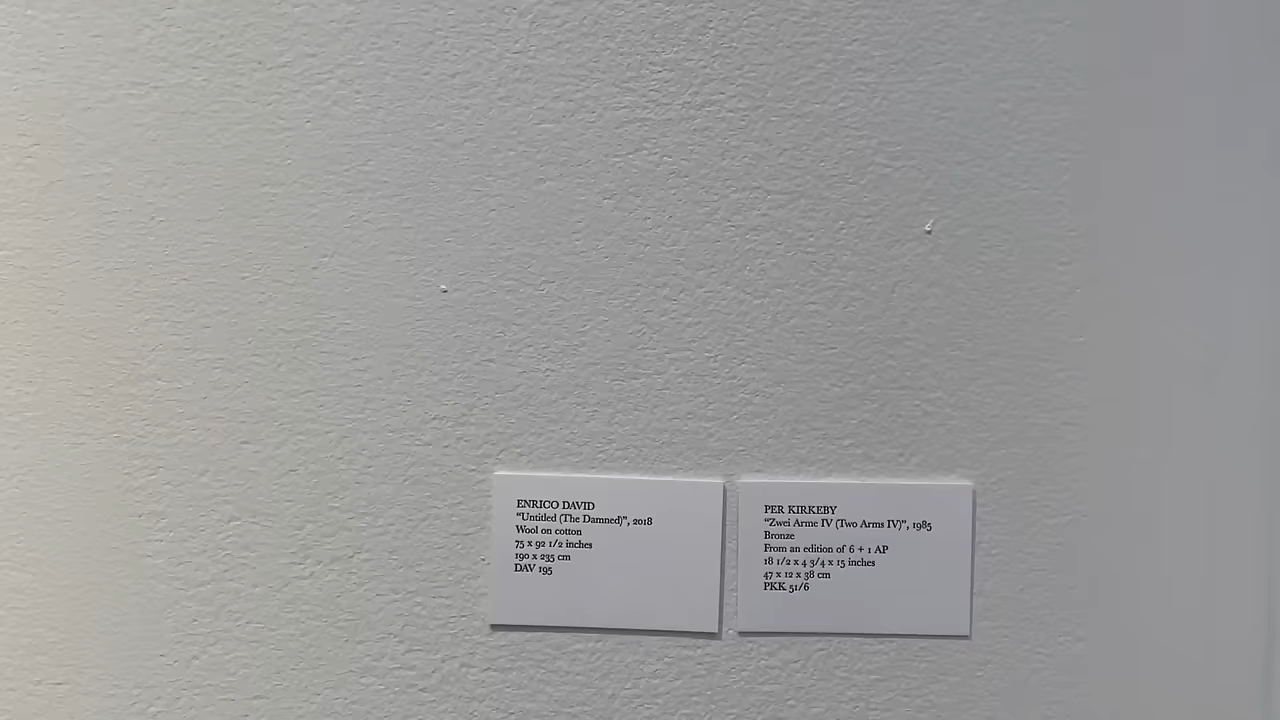 ENRICO DAVID
“Untitled (The Damned)”, 2018
Wool on cotton
75 x 92 1/2 inches
190 x 235 cm
DAV 195
PER KIRKEBY
“Zwei Arme IV (Two Arms IV)”, 1985
Bronze
From an edition of 6 + 1 AP
18 1/2 x 4 3/4 x 15 inches
47 x 12 x 38 cm
PKK 51/6